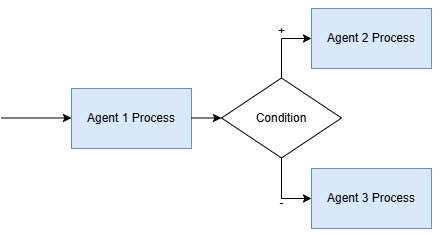 +
Agent 2 Process
Agent 1 Process
Condition
Agent 3 Process
-